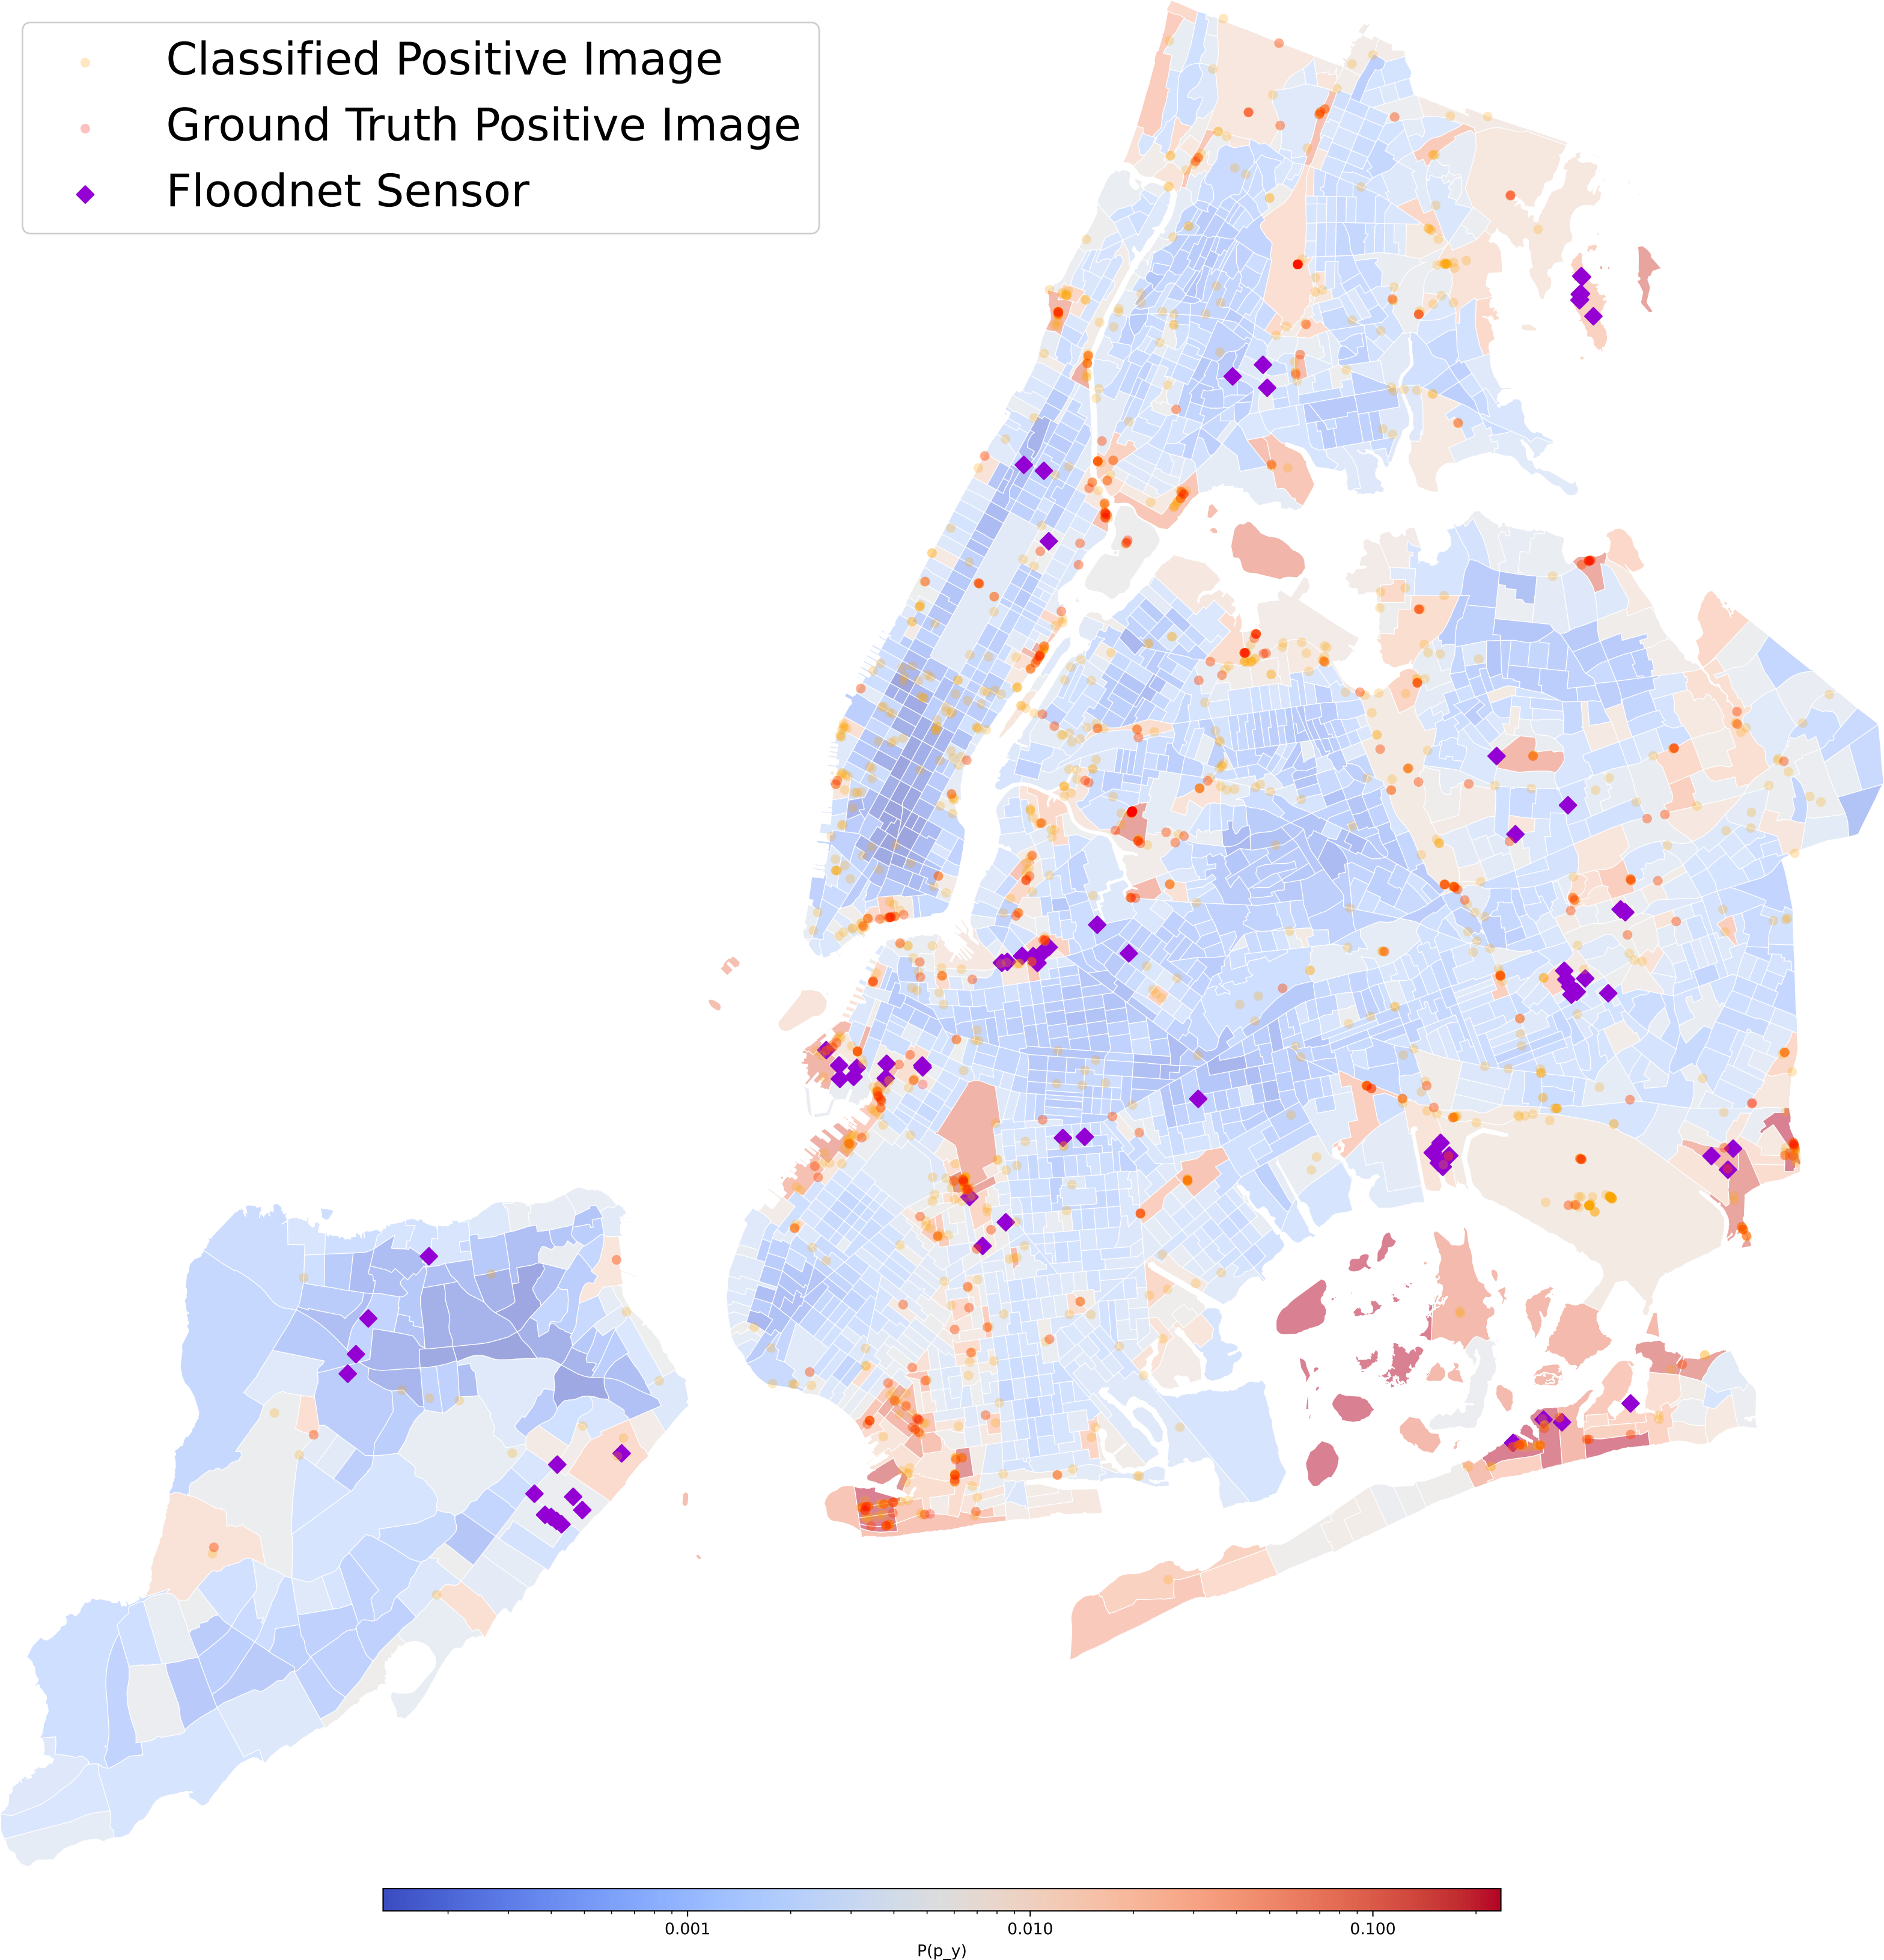 Classified Positive Image
Ground Truth Positive Image
Floodnet Sensor
0.001 0.010 0.100
P(p_y)